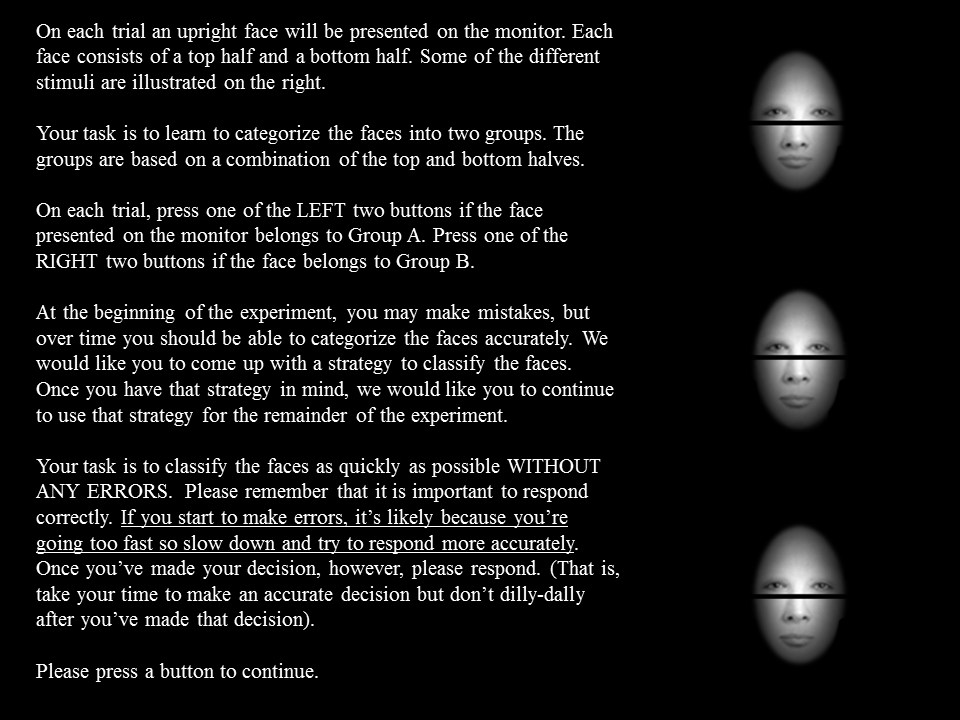 On each trial an upright face will be presented on the monitor. Each
face consists of a top half and a bottom half. Some of the different
stimuli are illustrated on the right.
Your task is to learn to categorize the faces into two groups. The
groups are based on a combination of the top and bottom halves.
On each trial, press one of the LEFT two buttons if the face
presented on the monitor belongs to Group A. Press one of the
RIGHT two buttons if the face belongs to Group B.
At the beginning of the experiment, you may make mistakes, but
over time you should be able to categorize the faces accurately. We
would like you to come up with a strategy to classify the faces.
Once you have that strategy in mind, we would like you to continue
to use that strategy for the remainder of the experiment.
Your task is to classify the faces as quickly as possible WITHOUT
ANY ERRORS. Please remember that it is important to respond
correctly. If you start to make errors, it’s likely because you’re
going too fast so slow down and try to respond more accurately.
Once you’ve made your decision, however, please respond. (That is,
take your time to make an accurate decision but don’t dilly-dally
after you’ve made that decision).
Please press a button to continue.